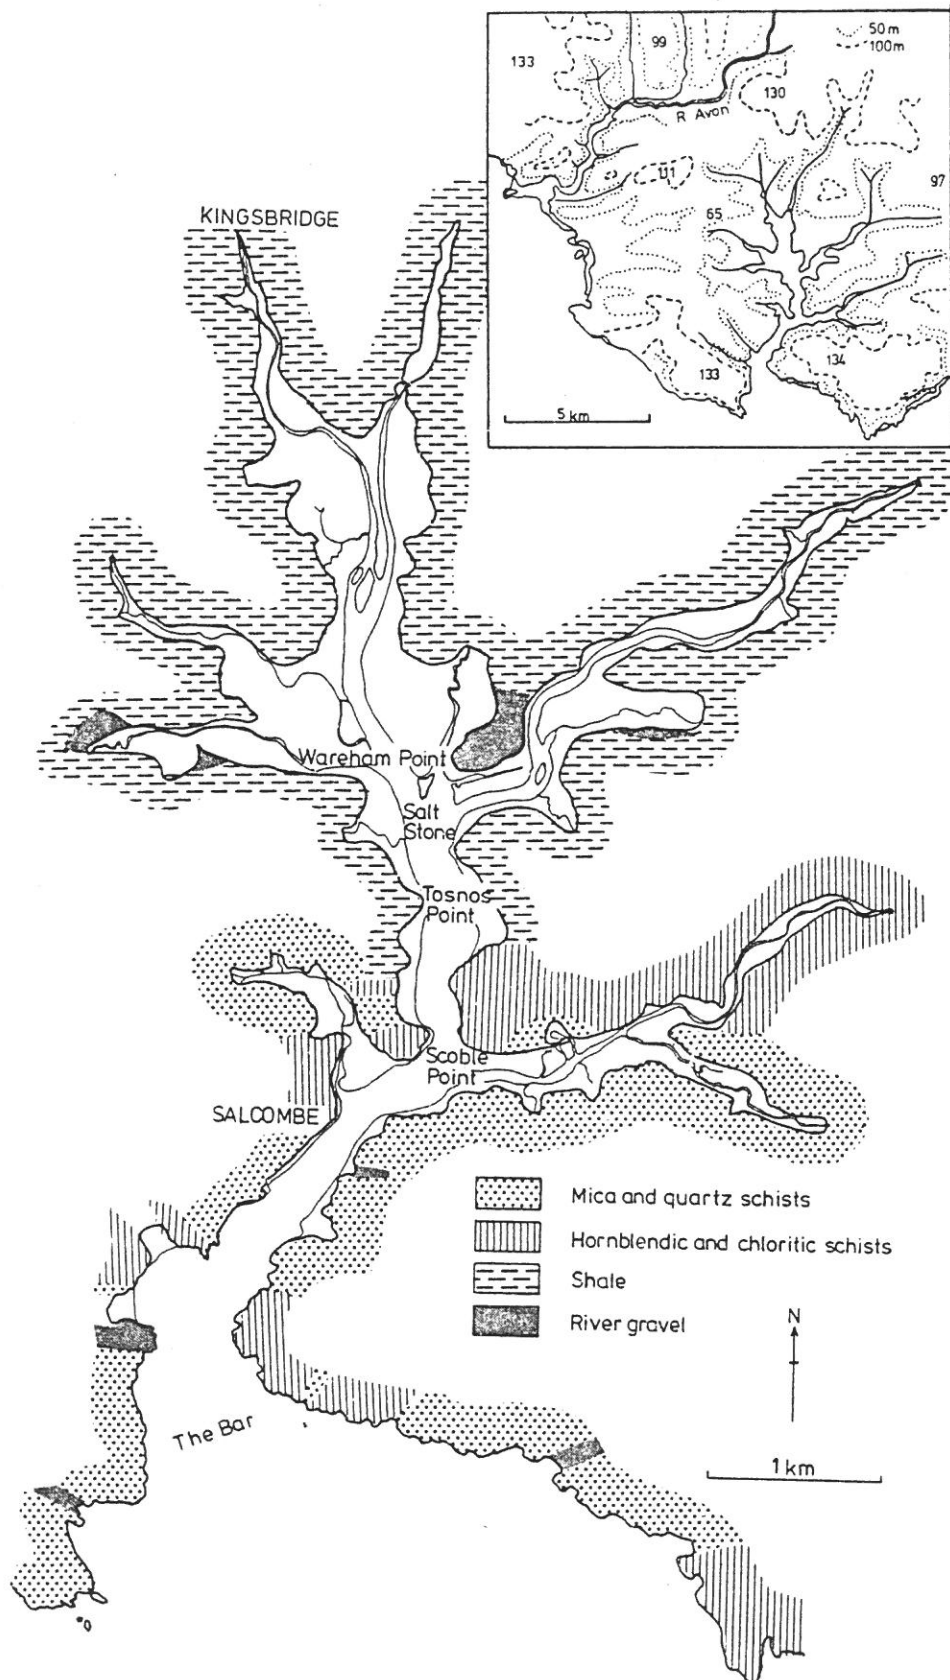 50m
100m
99
133
130
R Avon
111
97
65
134
133
5 km
KINGSBRIDGE
Wareham Point
Salt
Stone
Tosnos
Point
Scoble
Point
SALCOMBE
Mica and quartz schists
Hornblendic and chloritic schists
Shale
River gravel
N
The Bar
1 km